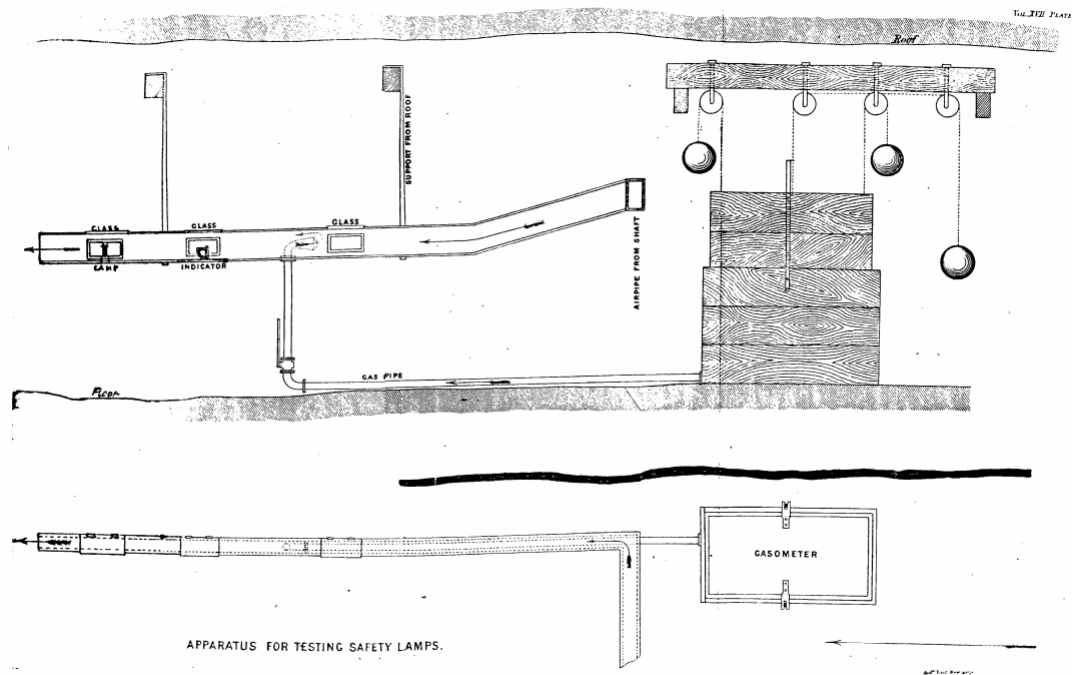 VOL. XVII PLATE
Roof
SUPPORT FROM ROOF
GLASS
GLASS
GLASS
LAMP
INDICATOR
AIRPIPE FROM SHAFT
GAS PIPE
Floor
GASOMETER
APPARATUS FOR TESTING SAFETY LAMPS.